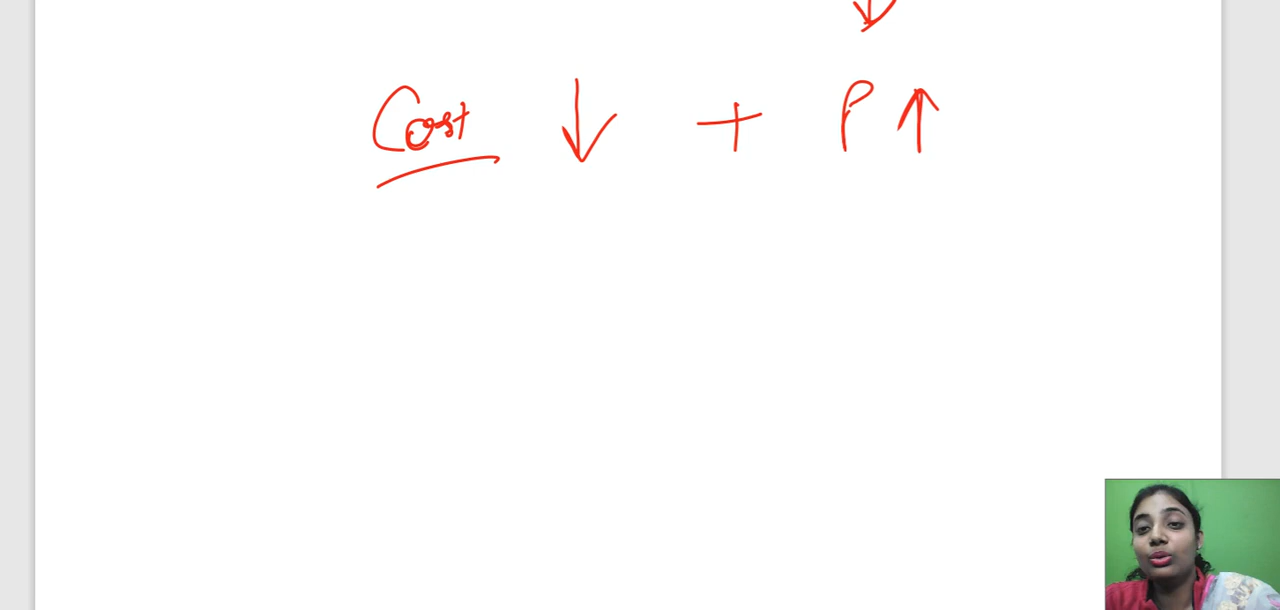 Cost ↓ + P ↑